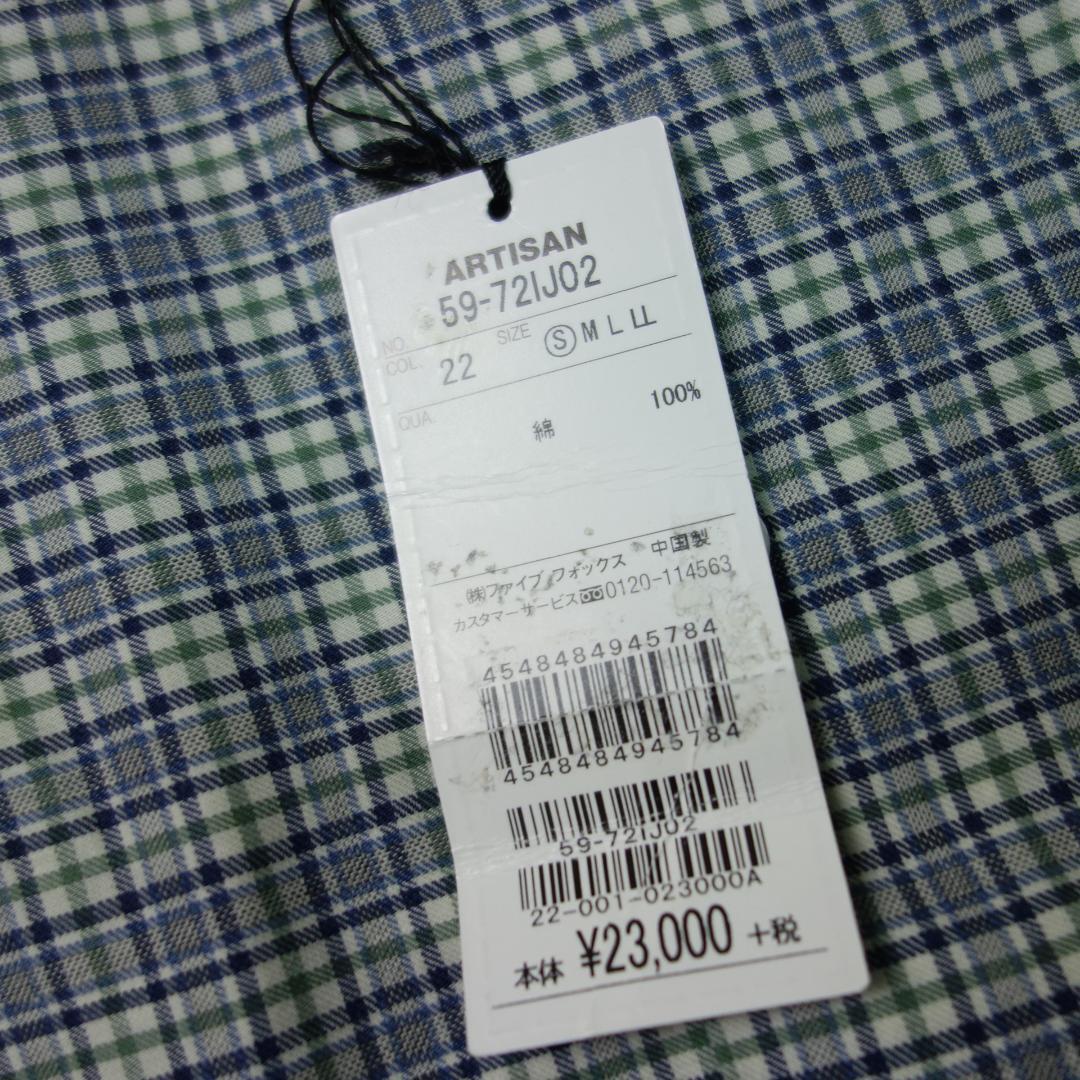 ARTISAN
NO. 59-72IJ02
COL. 22 SIZE Ⓢ M L LL
QUA.
綿 100%
㈱ファイブ フォックス 中国製
カスタマーサービス 0120-114563
4548484945784
4548484945784
59-72IJ02
22-001-023000A
本体 ¥23,000 +税